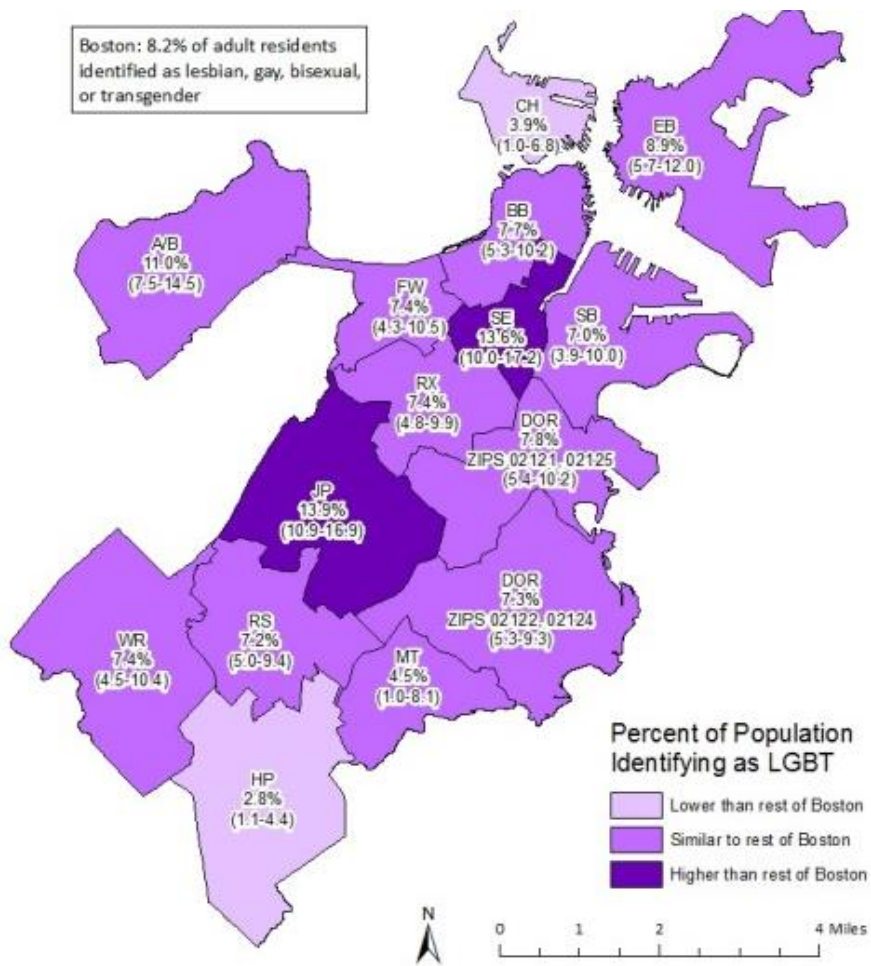 Boston: 8.2% of adult residents
identified as lesbian, gay, bisexual,
or transgender
CH
3.9%
(1.0-6.8)
EB
8.9%
(5.7-12.0)
BB
7.7%
(5.3-10.2)
A/B
11.0%
(7.5-14.5)
FW
7.4%
(4.3-10.5)
SE
13.6%
(10.0-17.2)
SB
7.0%
(3.9-10.0)
RX
7.4%
(4.8-9.9)
DOR
7.8%
ZIPS 02121, 02125
(5.4-10.2)
JP
13.9%
(10.9-16.9)
DOR
7.3%
ZIPS 02122, 02124
(5.3-9.3)
WR
7.4%
(4.5-10.4)
RS
7.2%
(5.0-9.4)
MT
4.5%
(1.0-8.1)
HP
2.8%
(1.1-4.4)
Percent of Population
Identifying as LGBT
Lower than rest of Boston
Similar to rest of Boston
Higher than rest of Boston
N
0 1 2 4 Miles